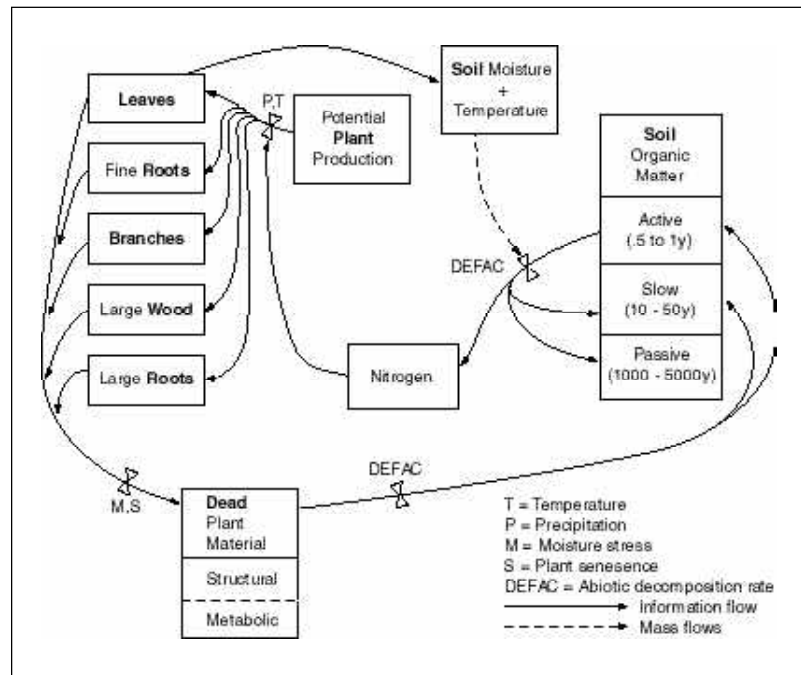 Leaves
Fine Roots
Branches
Large Wood
Large Roots
P,T
Potential
Plant
Production
Soil Moisture
+
Temperature
Soil
Organic
Matter
Active
(.5 to 1y)
Slow
(10 - 50y)
Passive
(1000 - 5000y)
DEFAC
Nitrogen
M,S
Dead
Plant
Material
Structural
Metabolic
DEFAC
T = Temperature
P = Precipitation
M = Moisture stress
S = Plant senesence
DEFAC = Abiotic decomposition rate
Information flow
Mass flows